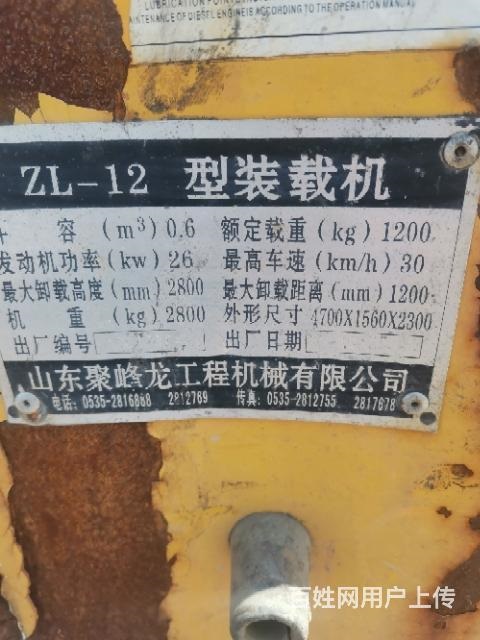 LUBRICATION POINTS
MAINTENANCE OF DIESEL ENGINE IS ACCORDING TO THE OPERATION MANUAL
ZL-12 型装载机
容 (m³) 0.6 额定载重 (kg) 1200
发动机功率 (kw) 26 最高车速 (km/h) 30
最大卸载高度 (mm) 2800 最大卸载距离 (mm) 1200
机 重 (kg) 2800 外形尺寸 4700X1560X2300
出厂编号 出厂日期
山东聚峰龙工程机械有限公司
电话: 0535-2816868 2812769 传真: 0535-2812755 2817678
百姓网用户上传